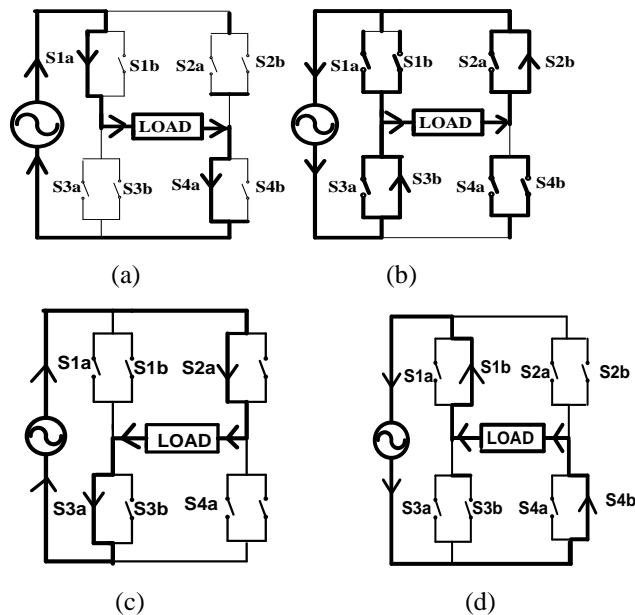 S1a S1b S2a S2b
LOAD
S3a S3b S4a S4b
(a)
S1a S1b S2a S2b
LOAD
S3a S3b S4a S4b
(b)
S1a S1b S2a
LOAD
S3a S3b S4a
(c)
S1a S1b S2a S2b
LOAD
S3a S3b S4a S4b
(d)